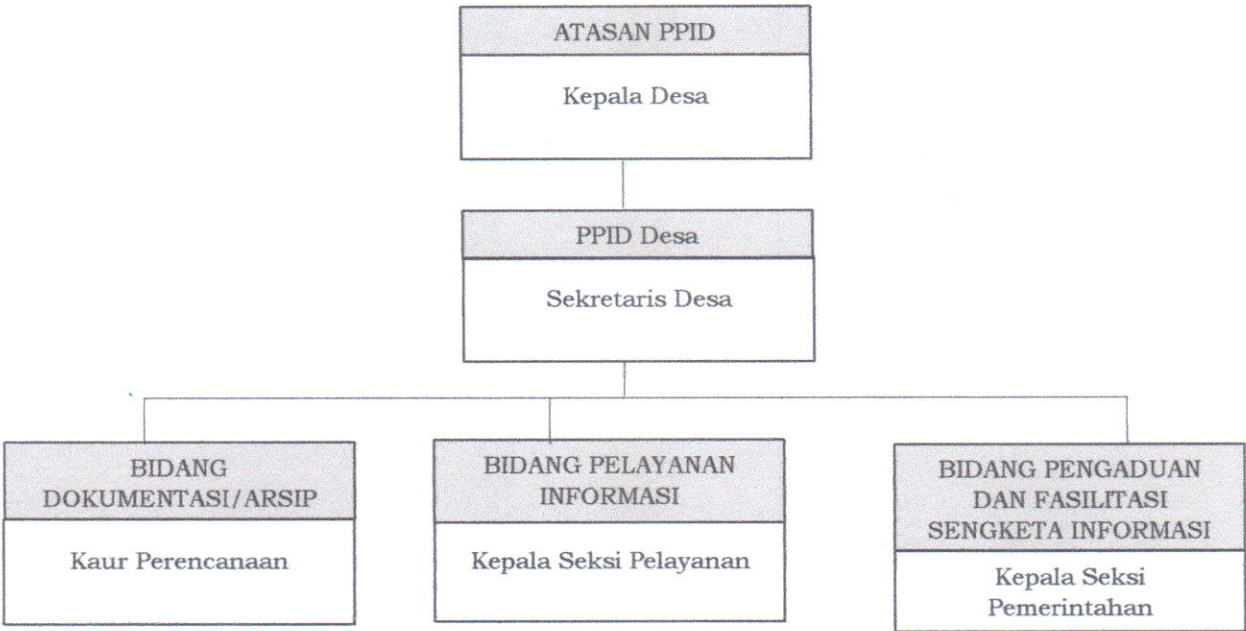 ATASAN PPID
Kepala Desa
PPID Desa
Sekretaris Desa
BIDANG
DOKUMENTASI/ARSIP
Kaur Perencanaan
BIDANG PELAYANAN
INFORMASI
Kepala Seksi Pelayanan
BIDANG PENGADUAN
DAN FASILITASI
SENGKETA INFORMASI
Kepala Seksi
Pemerintahan